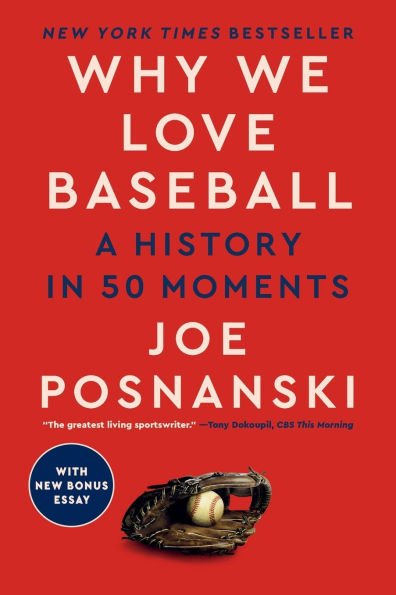 NEW YORK TIMES BESTSELLER
WHY WE
LOVE
BASEBALL
A HISTORY
IN 50 MOMENTS
JOE
POSNANSKI
"The greatest living sportswriter." —Tony Dokoupil, CBS This Morning
WITH
NEW BONUS
ESSAY